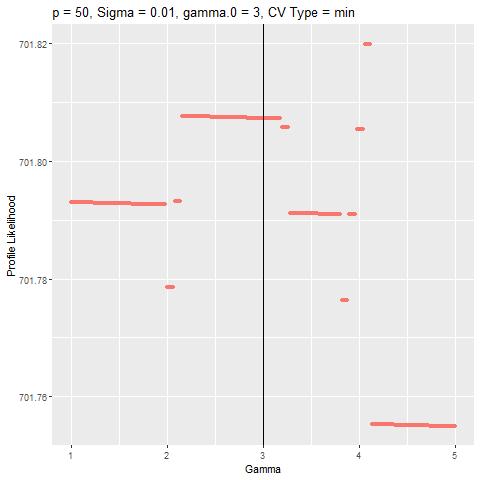 p = 50, Sigma = 0.01, gamma.0 = 3, CV Type = min
701.82
701.80
701.78
701.76
Profile Likelihood
1 2 3 4 5
Gamma